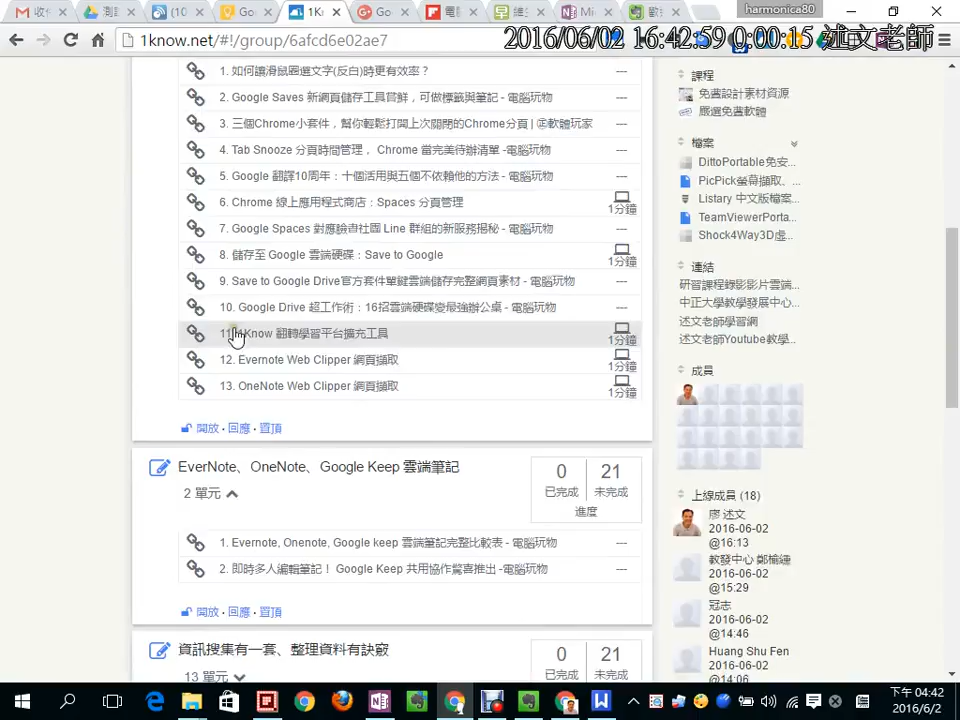 收件
測試
(10
Go
1K
Go
電
維
Mi
歡
harmonica80
1know.net/#!/group/6afcd6e02ae7
2016/06/02 16:42:59 0:00:15 述文老師
1. 如何讓滑鼠圈選文字(反白)時更有效率？
---
2. Google Saves 新網頁儲存工具嘗鮮，可做標籤與筆記 - 電腦玩物
---
3. 三個Chrome小套件，幫你輕鬆打開上次關閉的Chrome分頁 | ㊣軟體玩家
---
4. Tab Snooze 分頁時間管理， Chrome 當完美待辦清單 -電腦玩物
---
5. Google 翻譯10周年：十個活用與五個不依賴他的方法 - 電腦玩物
---
6. Chrome 線上應用程式商店：Spaces 分頁管理
1分鐘
7. Google Spaces 對應臉書社團 Line 群組的新服務揭秘 - 電腦玩物
---
8. 儲存至 Google 雲端硬碟：Save to Google
1分鐘
9. Save to Google Drive官方套件單鍵雲端儲存完整網頁素材 - 電腦玩物
---
10. Google Drive 超工作術：16招雲端硬碟變最強辦公桌 - 電腦玩物
---
11. 1Know 翻轉學習平台擴充工具
1分鐘
12. Evernote Web Clipper 網頁擷取
1分鐘
13. OneNote Web Clipper 網頁擷取
1分鐘
開放 · 回應 · 置頂
EverNote、OneNote、Google Keep 雲端筆記
2 單元
0
21
已完成
未完成
進度
1. Evernote, Onenote, Google keep 雲端筆記完整比較表 - 電腦玩物
---
2. 即時多人編輯筆記！ Google Keep 共用協作驚喜推出 -電腦玩物
---
開放 · 回應 · 置頂
資訊搜集有一套、整理資料有訣竅
13 單元
0
21
已完成
未完成
課程
免費設計素材資源
嚴選免費軟體
檔案
DittoPortable免安...
PicPick螢幕擷取、...
Listary 中文版檔案...
TeamViewerPorta...
Shock4Way3D虛...
連結
研習課程錄影影片雲端...
中正大學教學發展中心...
述文老師學習網
述文老師Youtube教學...
成員
上線成員 (18)
廖 述文
2016-06-02
@16:13
教發中心 鄭榆緁
2016-06-02
@15:29
冠志
2016-06-02
@14:46
Huang Shu Fen
2016-06-02
@14:06
下午 04:42
2016/6/2